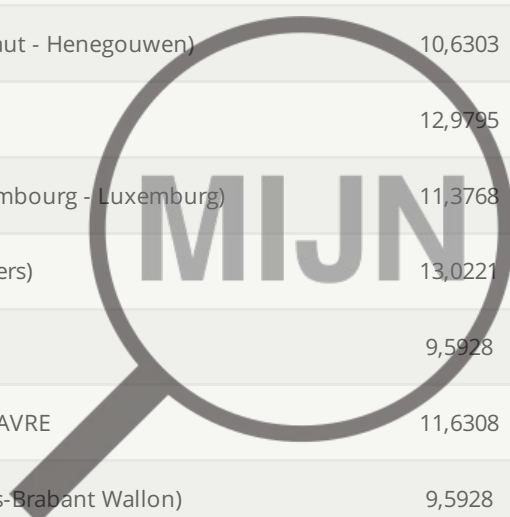 aut - Henegouwen) 10,6303
12,9795
mbourg - Luxemburg) 11,3768
MIJN
ers) 13,0221
9,5928
AVRE 11,6308
s-Brabant Wallon) 9,5928